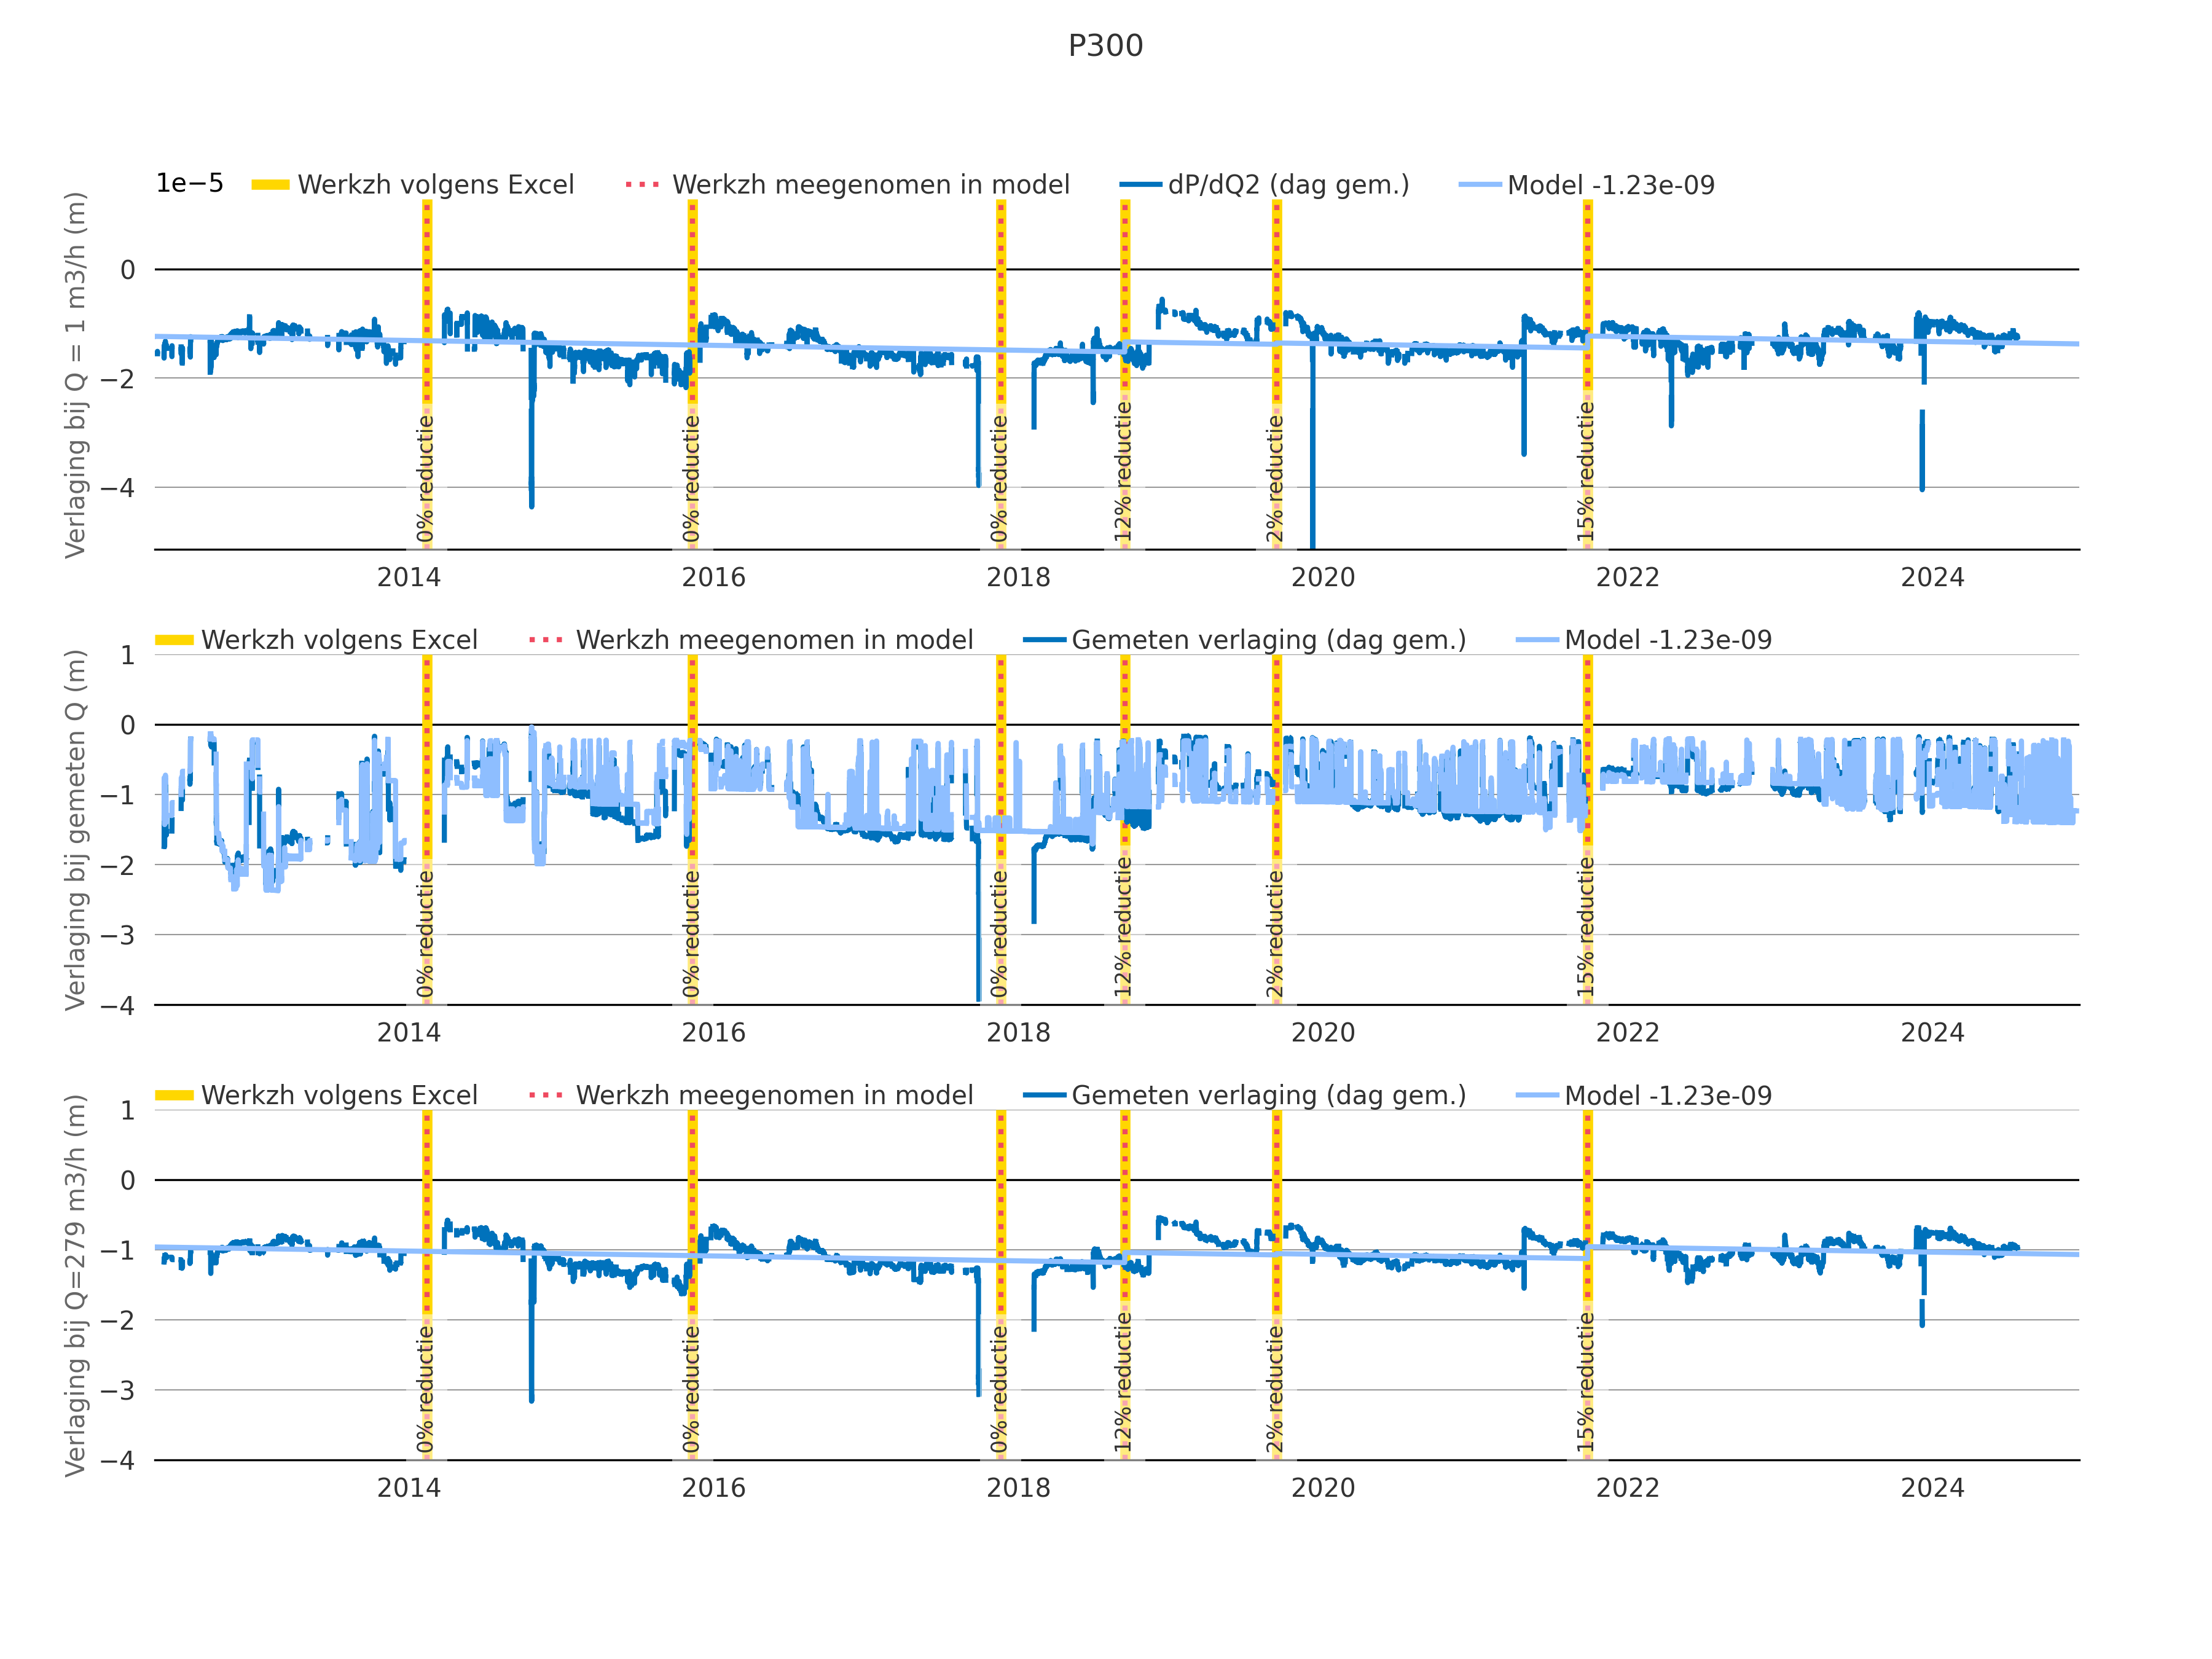 P300
1e−5
Werkzh volgens Excel Werkzh meegenomen in model dP/dQ2 (dag gem.) Model -1.23e-09
Verlaging bij Q = 1 m3/h (m)
0
−2
−4
0% reductie
0% reductie
0% reductie
12% reductie
2% reductie
15% reductie
2014 2016 2018 2020 2022 2024
Werkzh volgens Excel Werkzh meegenomen in model Gemeten verlaging (dag gem.) Model -1.23e-09
Verlaging bij gemeten Q (m)
1
0
−1
−2
−3
−4
0% reductie
0% reductie
0% reductie
12% reductie
2% reductie
15% reductie
2014 2016 2018 2020 2022 2024
Werkzh volgens Excel Werkzh meegenomen in model Gemeten verlaging (dag gem.) Model -1.23e-09
Verlaging bij Q=279 m3/h (m)
1
0
−1
−2
−3
−4
0% reductie
0% reductie
0% reductie
12% reductie
2% reductie
15% reductie
2014 2016 2018 2020 2022 2024